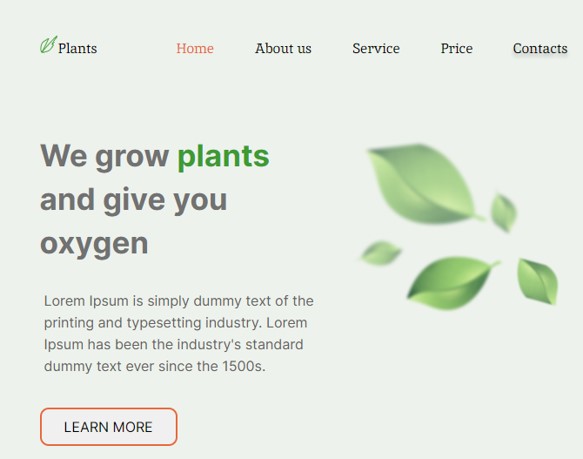 Plants Home About us Service Price Contacts
We grow plants
and give you
oxygen
Lorem Ipsum is simply dummy text of the
printing and typesetting industry. Lorem
Ipsum has been the industry's standard
dummy text ever since the 1500s.
LEARN MORE